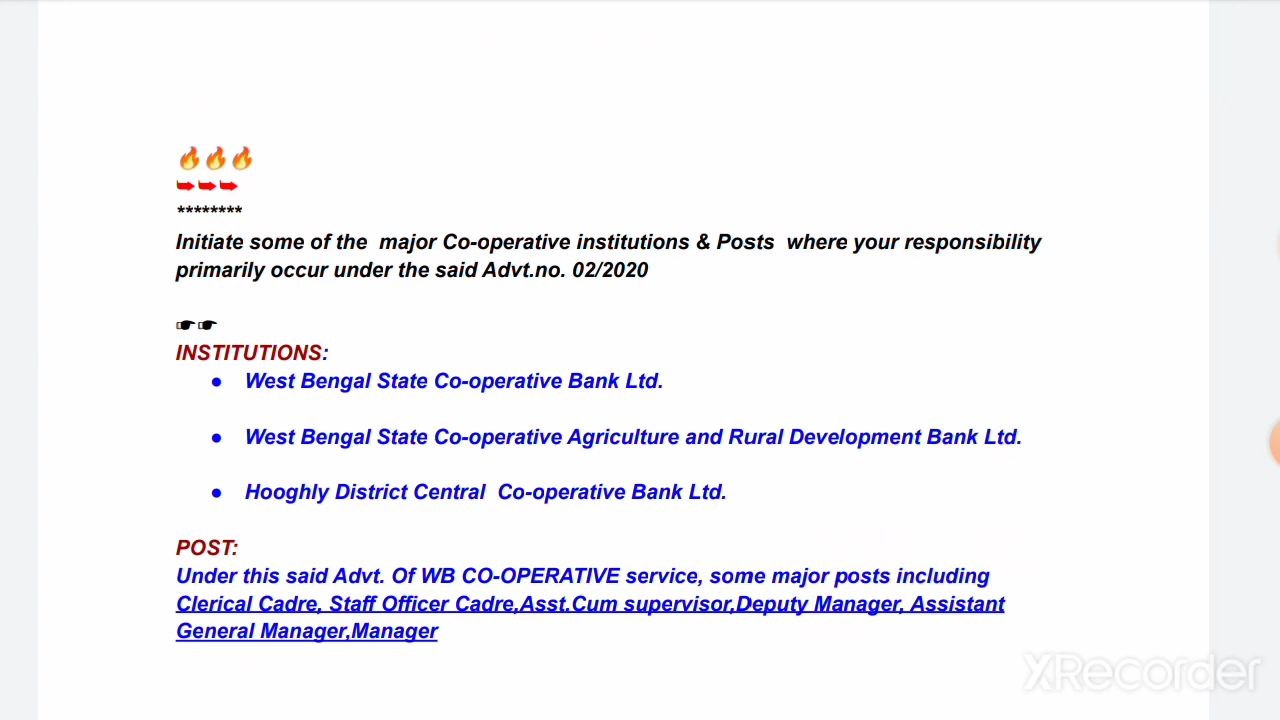 🔥🔥🔥
➥➥➥
********
Initiate some of the major Co-operative institutions & Posts where your responsibility
primarily occur under the said Advt.no. 02/2020
☛☛
INSTITUTIONS:
● West Bengal State Co-operative Bank Ltd.
● West Bengal State Co-operative Agriculture and Rural Development Bank Ltd.
● Hooghly District Central Co-operative Bank Ltd.
POST:
Under this said Advt. Of WB CO-OPERATIVE service, some major posts including
Clerical Cadre, Staff Officer Cadre,Asst.Cum supervisor,Deputy Manager, Assistant
General Manager,Manager
XRecorder